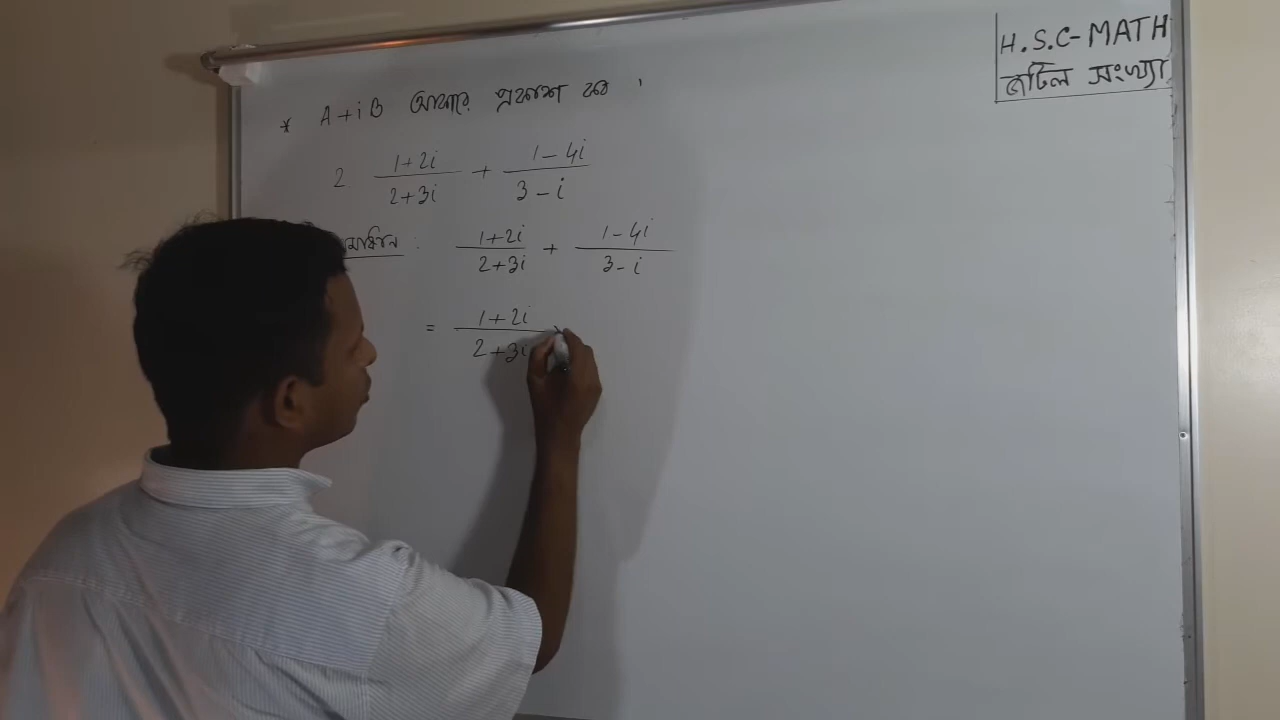 H.S.C-MATH
জটিল সংখ্যা
* A+iB আকারে প্রকাশ কর ।
2. (1+2i)/(2+3i) + (1-4i)/(3-i)
: (1+2i)/(2+3i) + (1-4i)/(3-i)
= (1+2i)/(2+3i)